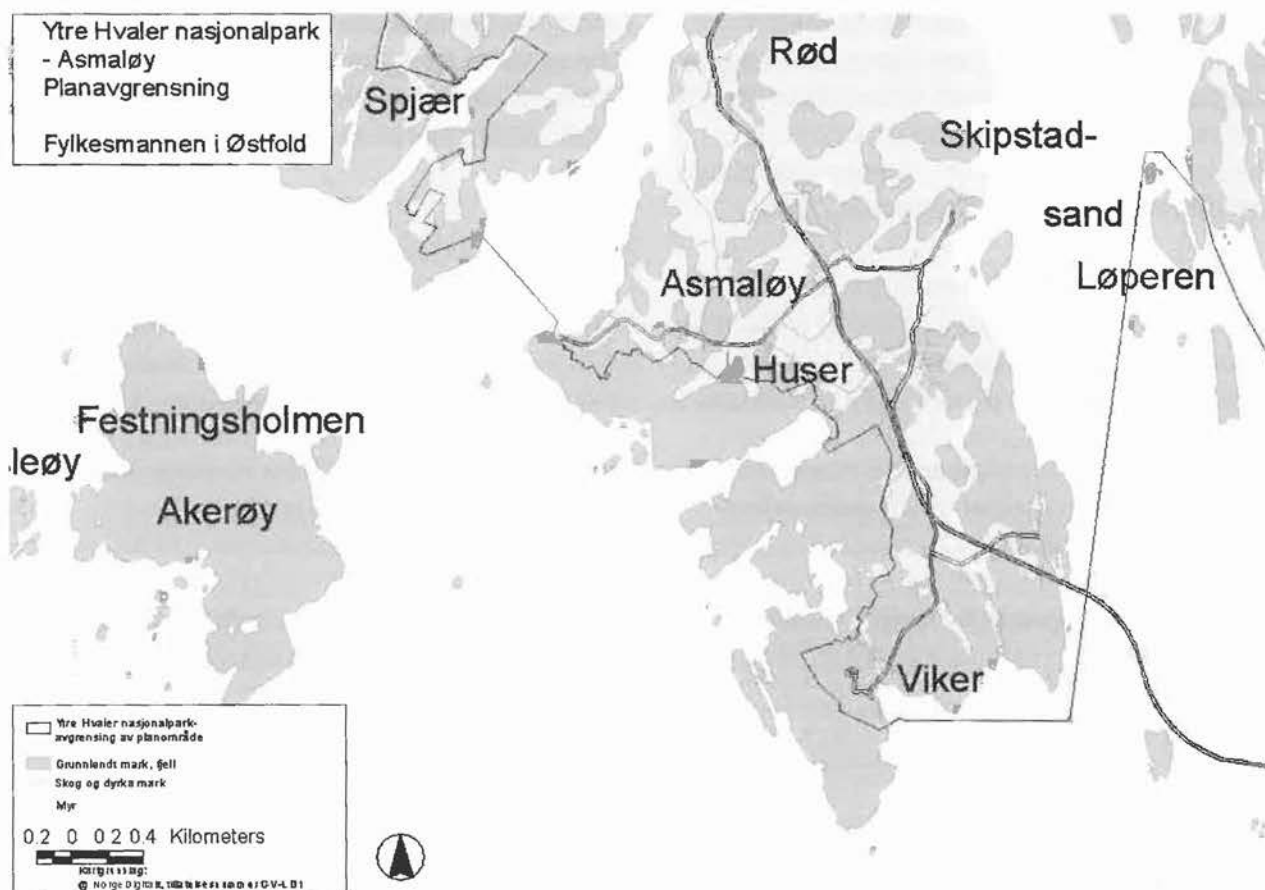 Ytre Hvaler nasjonalpark
- Asmaløy
Planavgrensning
Fylkesmannen i Østfold
Spjær
Rød
Skipstad-
sand
Løperen
Asmaløy
Huser
Festningsholmen
leøy
Akerøy
Viker
Ytre Hvaler nasjonalpark-
avgrensing av planområde
Grunnlendt mark, fjell
Skog og dyrka mark
Myr
0.2 0 0.2 0.4 Kilometers
© Norge Digitalt,